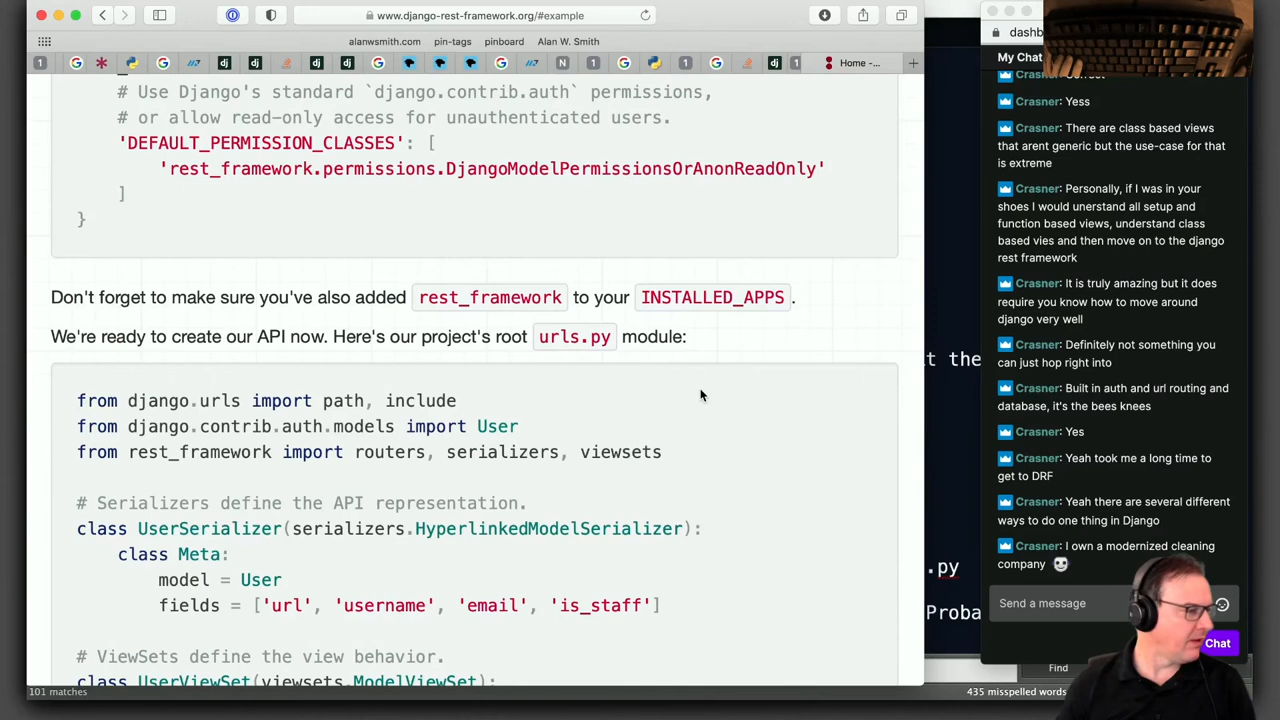 www.django-rest-framework.org/#example
alanwsmith.com pin-tags pinboard Alan W. Smith
Home -...
# Use Django's standard `django.contrib.auth` permissions,
# or allow read-only access for unauthenticated users.
'DEFAULT_PERMISSION_CLASSES': [
'rest_framework.permissions.DjangoModelPermissionsOrAnonReadOnly'
]
}
Don't forget to make sure you've also added rest_framework to your INSTALLED_APPS.
We're ready to create our API now. Here's our project's root urls.py module:
from django.urls import path, include
from django.contrib.auth.models import User
from rest_framework import routers, serializers, viewsets
# Serializers define the API representation.
class UserSerializer(serializers.HyperlinkedModelSerializer):
class Meta:
model = User
fields = ['url', 'username', 'email', 'is_staff']
# ViewSets define the view behavior.
class UserViewSet(viewsets.ModelViewSet):
101 matches
t the
.py
Proba
435 misspelled words
dashb
My Chat
Crasner: Correct
Crasner: Yess
Crasner: There are class based views
that arent generic but the use-case for that
is extreme
Crasner: Personally, if I was in your
shoes I would unerstand all setup and
function based views, understand class
based vies and then move on to the django
rest framework
Crasner: It is truly amazing but it does
require you know how to move around
django very well
Crasner: Definitely not something you
can just hop right into
Crasner: Built in auth and url routing and
database, it's the bees knees
Crasner: Yes
Crasner: Yeah took me a long time to
get to DRF
Crasner: Yeah there are several different
ways to do one thing in Django
Crasner: I own a modernized cleaning
company
Send a message
Chat
Find